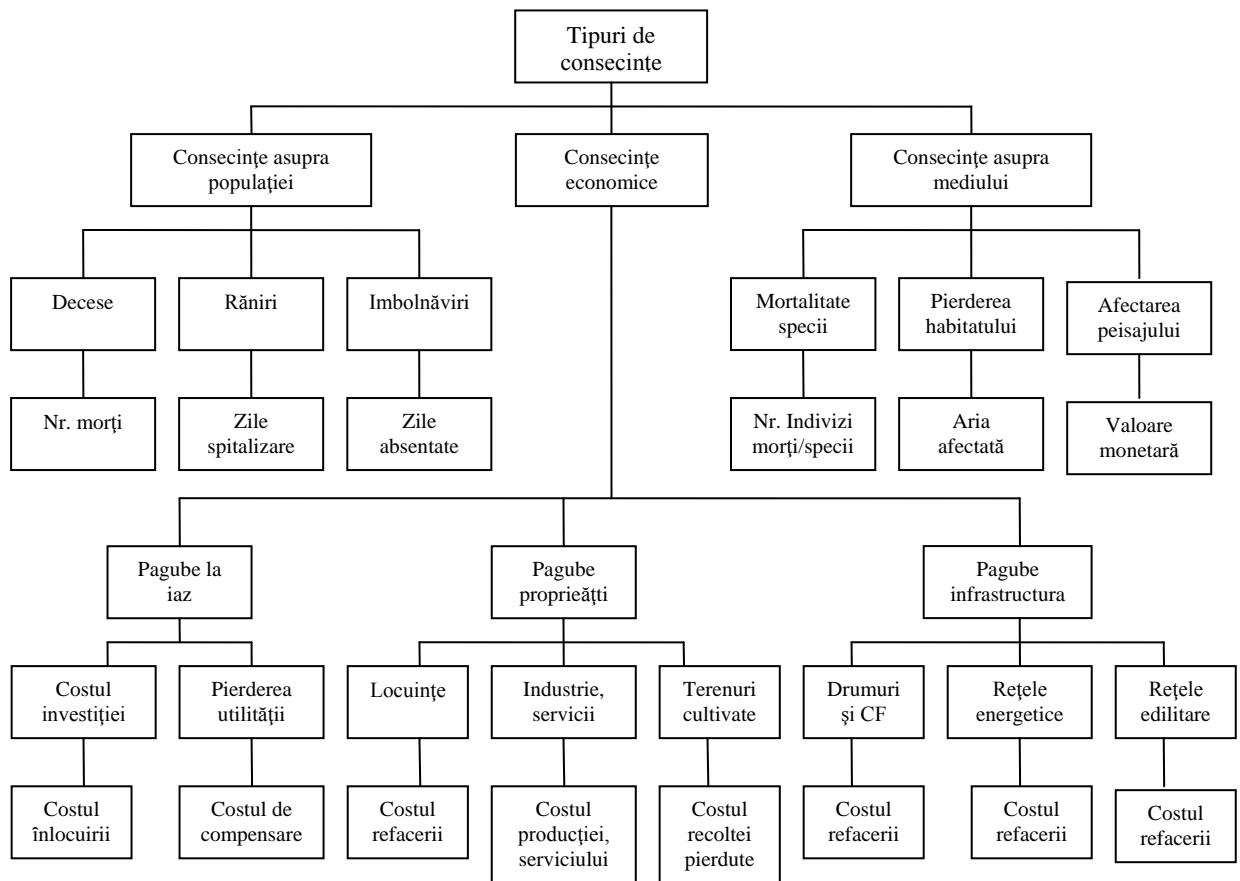 Tipuri de
consecinţe
Consecinţe asupra
populaţiei
Consecinţe
economice
Consecinţe asupra
mediului
Decese
Răniri
Imbolnăviri
Mortalitate
specii
Pierderea
habitatului
Afectarea
peisajului
Nr. morţi
Zile
spitalizare
Zile
absentate
Nr. Indivizi
morţi/specii
Aria
afectată
Valoare
monetară
Pagube la
iaz
Pagube
proprieăţti
Pagube
infrastructura
Costul
investiţiei
Pierderea
utilităţii
Locuinţe
Industrie,
servicii
Terenuri
cultivate
Drumuri
şi CF
Reţele
energetice
Reţele
edilitare
Costul
înlocuirii
Costul de
compensare
Costul
refacerii
Costul
producţiei,
serviciului
Costul
recoltei
pierdute
Costul
refacerii
Costul
refacerii
Costul
refacerii